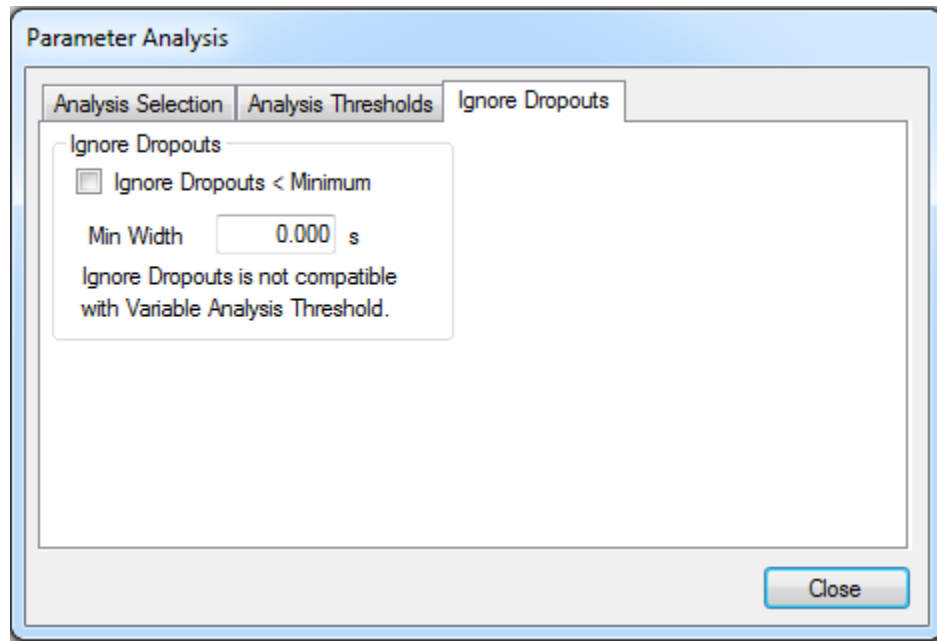 Parameter Analysis
Analysis Selection
Analysis Thresholds
Ignore Dropouts
Ignore Dropouts
Ignore Dropouts < Minimum
Min Width 0.000 s
Ignore Dropouts is not compatible
with Variable Analysis Threshold.
Close